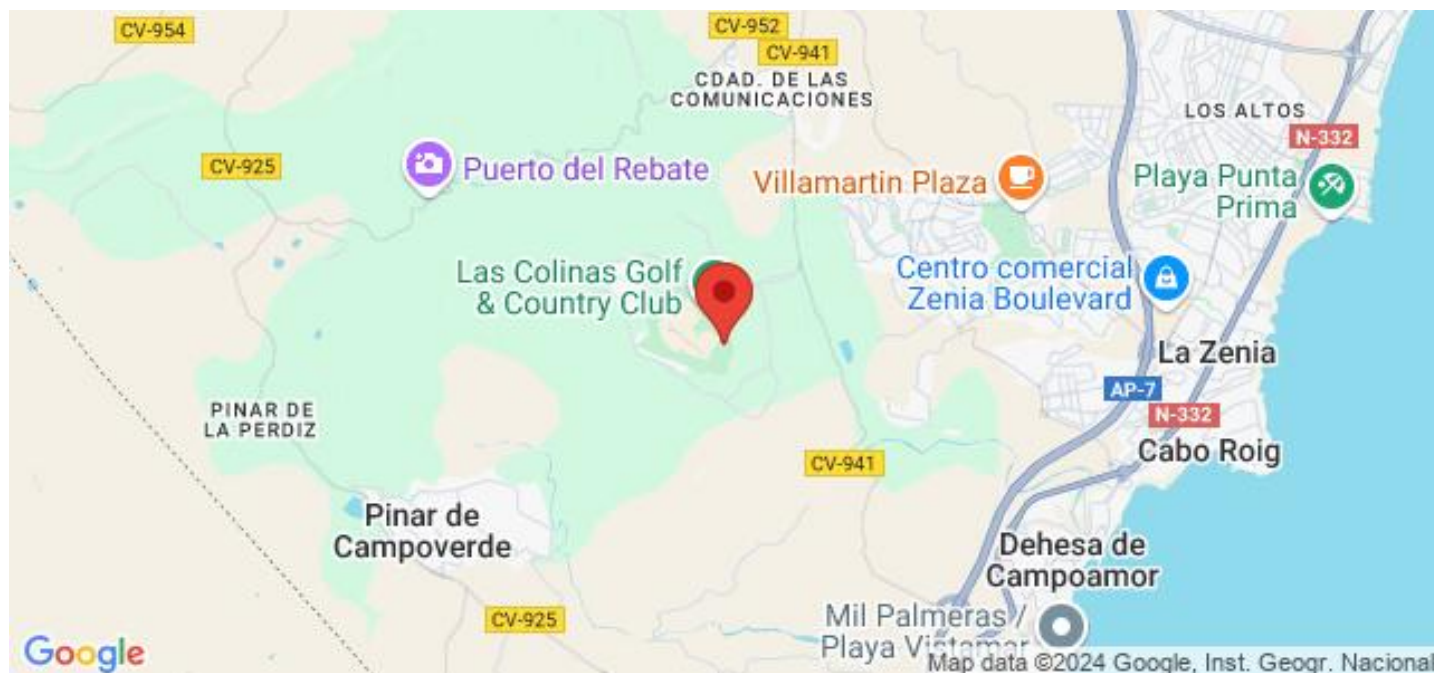 CV-954
CV-952
CV-941
CDAD. DE LAS
COMUNICACIONES
LOS ALTOS
N-332
CV-925
Puerto del Rebate
Villamartin Plaza
Playa Punta
Prima
Las Colinas Golf
& Country Club
Centro comercial
Zenia Boulevard
La Zenia
AP-7
N-332
PINAR DE
LA PERDIZ
Cabo Roig
CV-941
Pinar de
Campoverde
Dehesa de
Campoamor
CV-925
Mil Palmeras /
Playa Vistamar
Google
Map data ©2024 Google, Inst. Geogr. Nacional